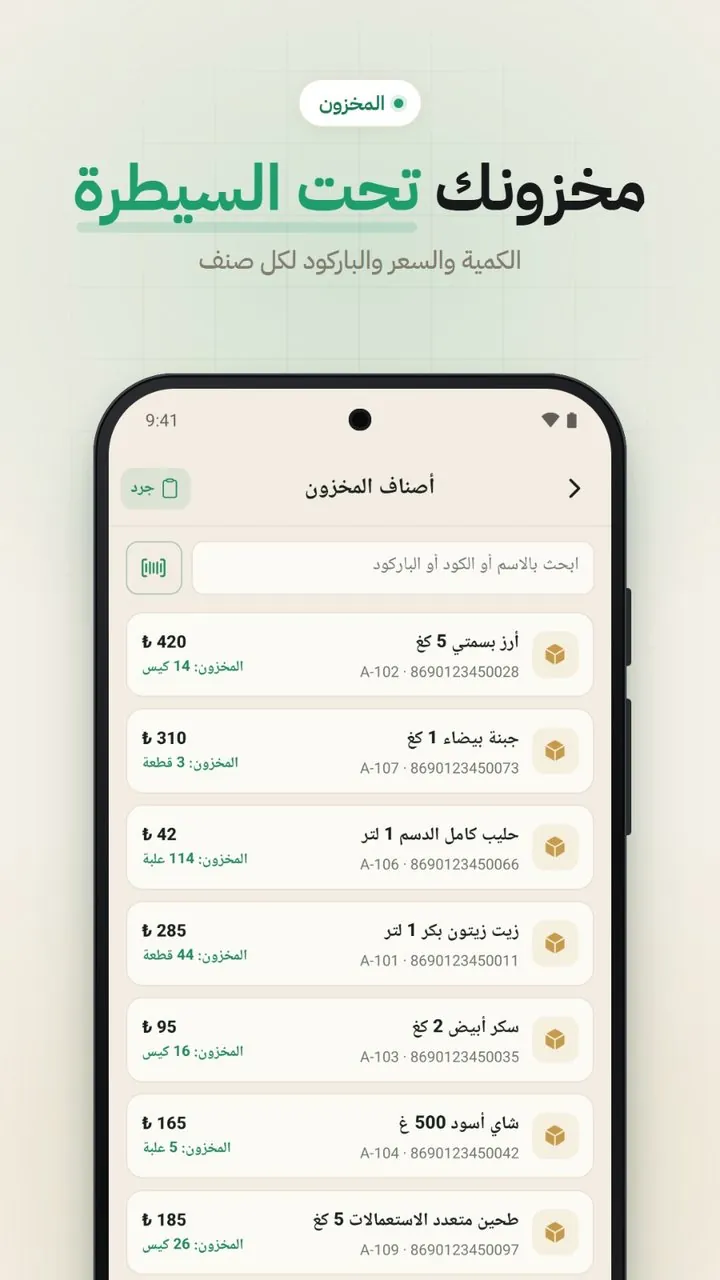 المخزون
مخزونك تحت السيطرة
الكمية والسعر والباركود لكل صنف
9:41
أصناف المخزون
جرد
ابحث بالاسم أو الكود أو الباركود
أرز بسمتي 5 كغ
₺ 420
A-102 · 8690123450028
المخزون: 14 كيس
جبنة بيضاء 1 كغ
₺ 310
A-107 · 8690123450073
المخزون: 3 قطعة
حليب كامل الدسم 1 لتر
₺ 42
A-106 · 8690123450066
المخزون: 114 علبة
زيت زيتون بكر 1 لتر
₺ 285
A-101 · 8690123450011
المخزون: 44 قطعة
سكر أبيض 2 كغ
₺ 95
A-103 · 8690123450035
المخزون: 16 كيس
شاي أسود 500 غ
₺ 165
A-104 · 8690123450042
المخزون: 5 علبة
طحين متعدد الاستعمالات 5 كغ
₺ 185
A-109 · 8690123450097
المخزون: 26 كيس